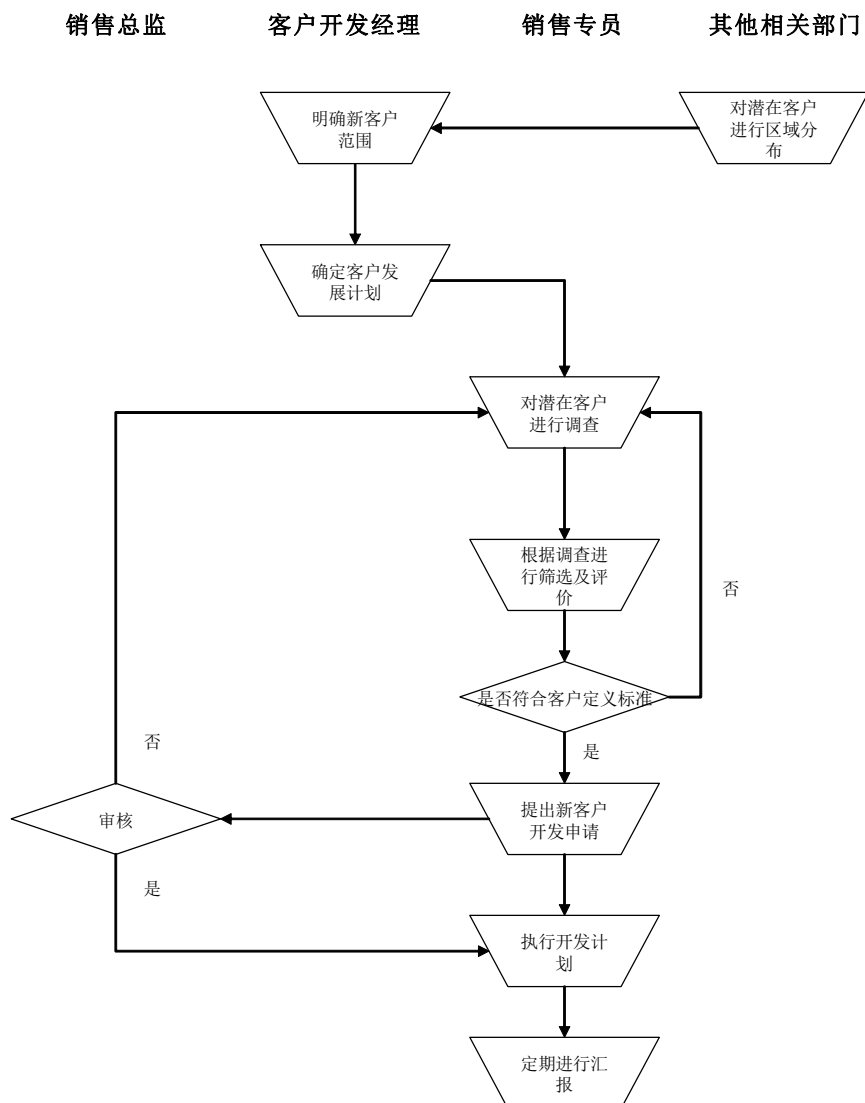 销售总监 客户开发经理 销售专员 其他相关部门
明确新客户
范围
对潜在客户
进行区域分
布
确定客户发
展计划
对潜在客户
进行调查
根据调查进
行筛选及评
价
否
是否符合客户定义标准
否
是
提出新客户
开发申请
审核
是
执行开发计
划
定期进行汇
报